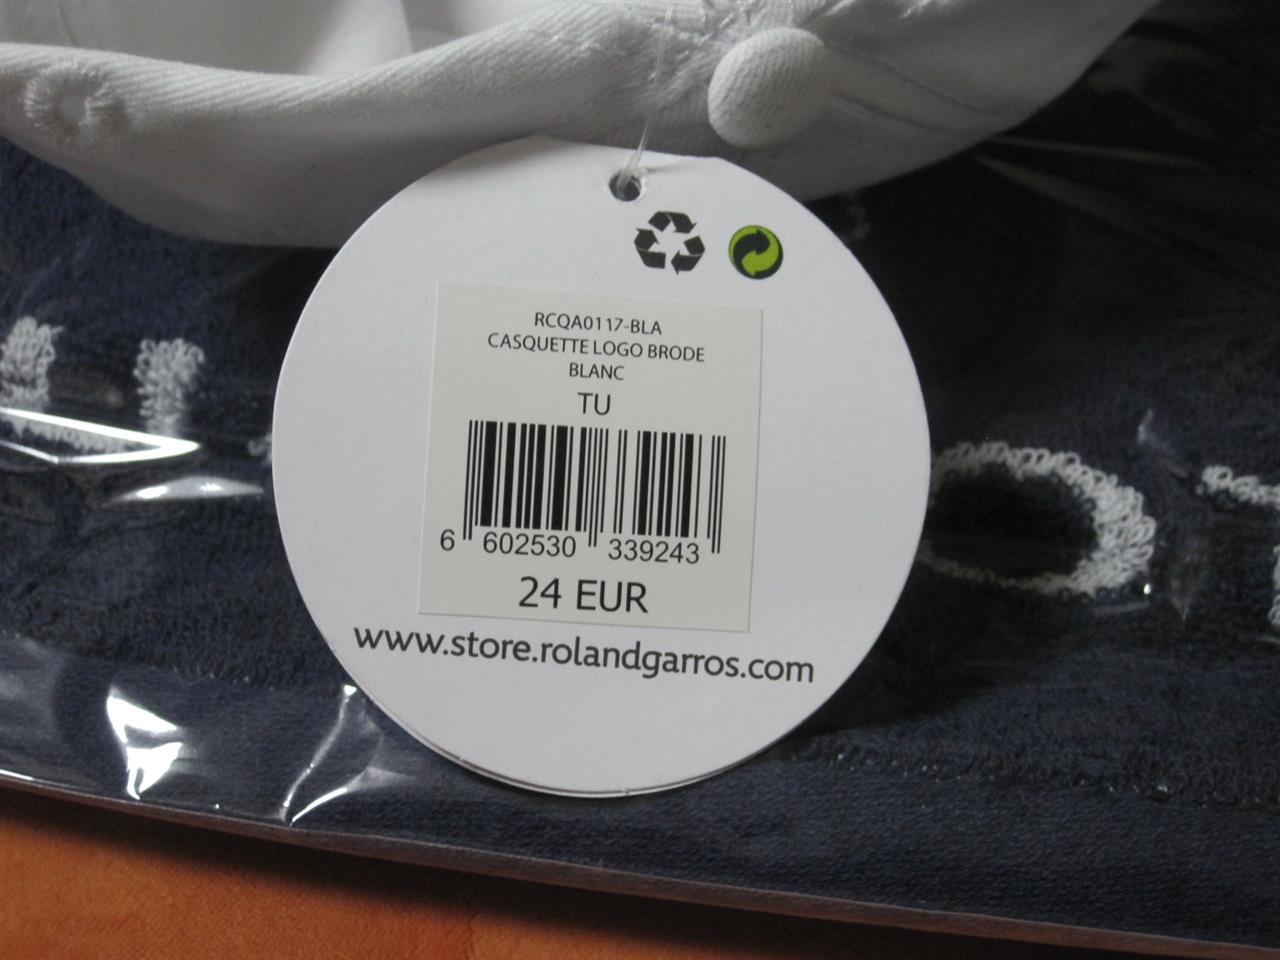 RCQA0117-BLA
CASQUETTE LOGO BRODE
BLANC
TU
6 602530 339243
24 EUR
www.store.rolandgarros.com